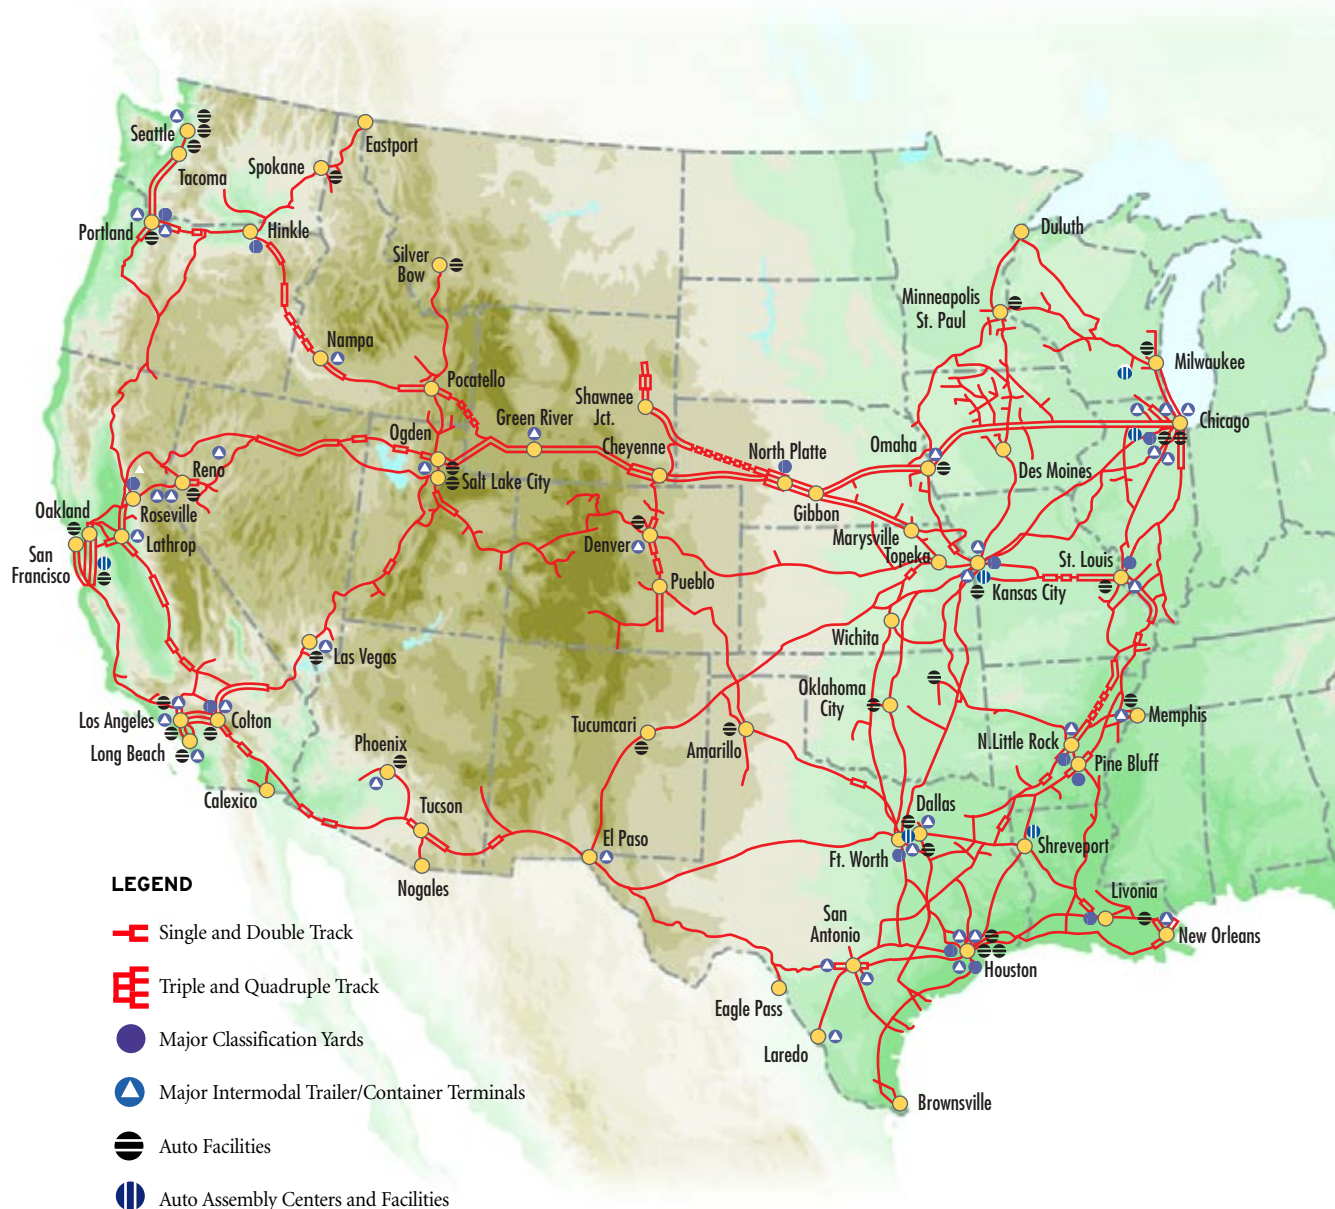 Seattle
Tacoma
Spokane
Eastport
Portland
Hinkle
Silver
Bow
Duluth
Minneapolis
St. Paul
Nampa
Milwaukee
Pocatello
Shawnee
Jct.
Green River
Chicago
Ogden
Cheyenne
North Platte
Omaha
Reno
Salt Lake City
Des Moines
Oakland
Roseville
Gibbon
San
Francisco
Lathrop
Denver
Marysville
Topeka
St. Louis
Pueblo
Kansas City
Wichita
Las Vegas
Oklahoma
City
Los Angeles
Colton
Tucumcari
Amarillo
Memphis
Long Beach
Phoenix
N.Little Rock
Pine Bluff
Calexico
Tucson
Dallas
El Paso
Ft. Worth
Shreveport
Nogales
Livonia
San
Antonio
New Orleans
Houston
Eagle Pass
Laredo
Brownsville
LEGEND
Single and Double Track
Triple and Quadruple Track
Major Classification Yards
Major Intermodal Trailer/Container Terminals
Auto Facilities
Auto Assembly Centers and Facilities